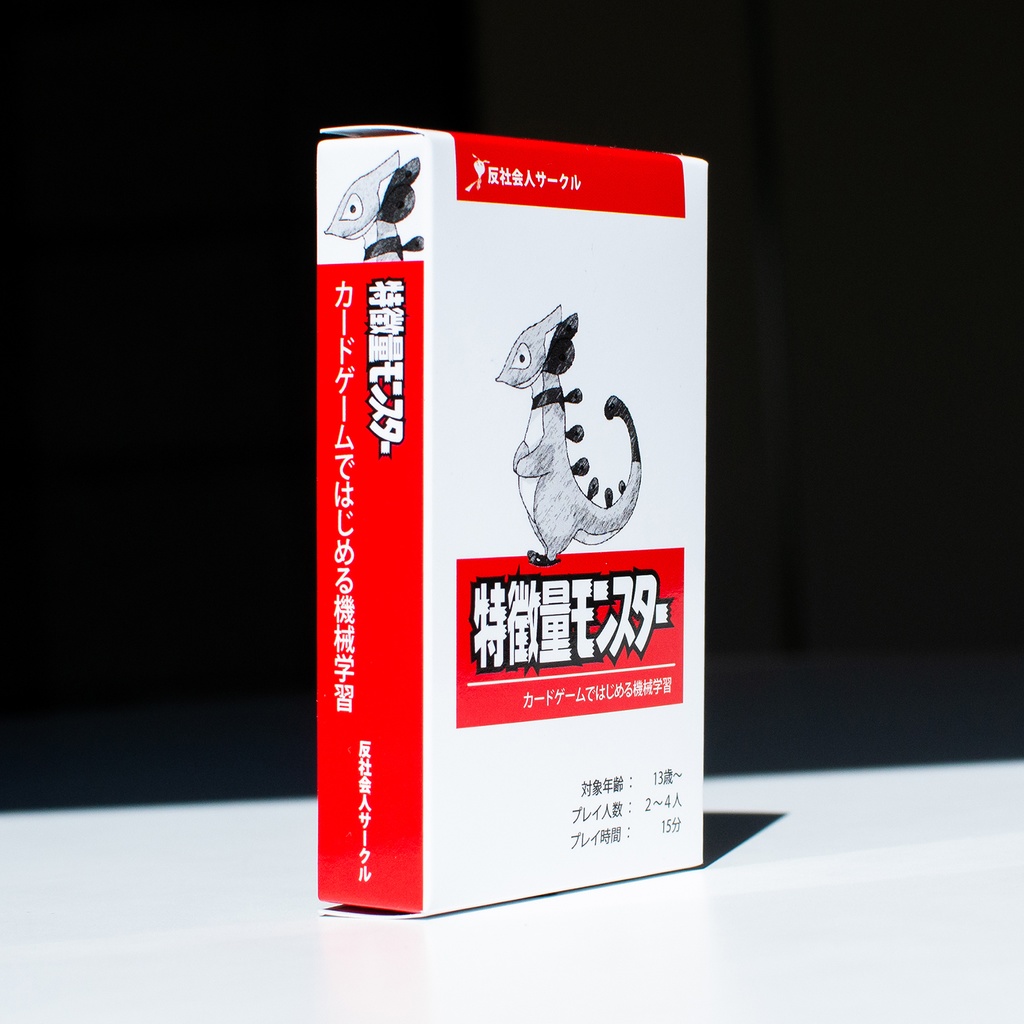 反社会人サークル
特徴量モンスター
カードゲームではじめる機械学習
対象年齢： 13歳～
プレイ人数： 2～4人
プレイ時間： 15分
特徴量モンスター
カードゲームではじめる機械学習
反社会人サークル